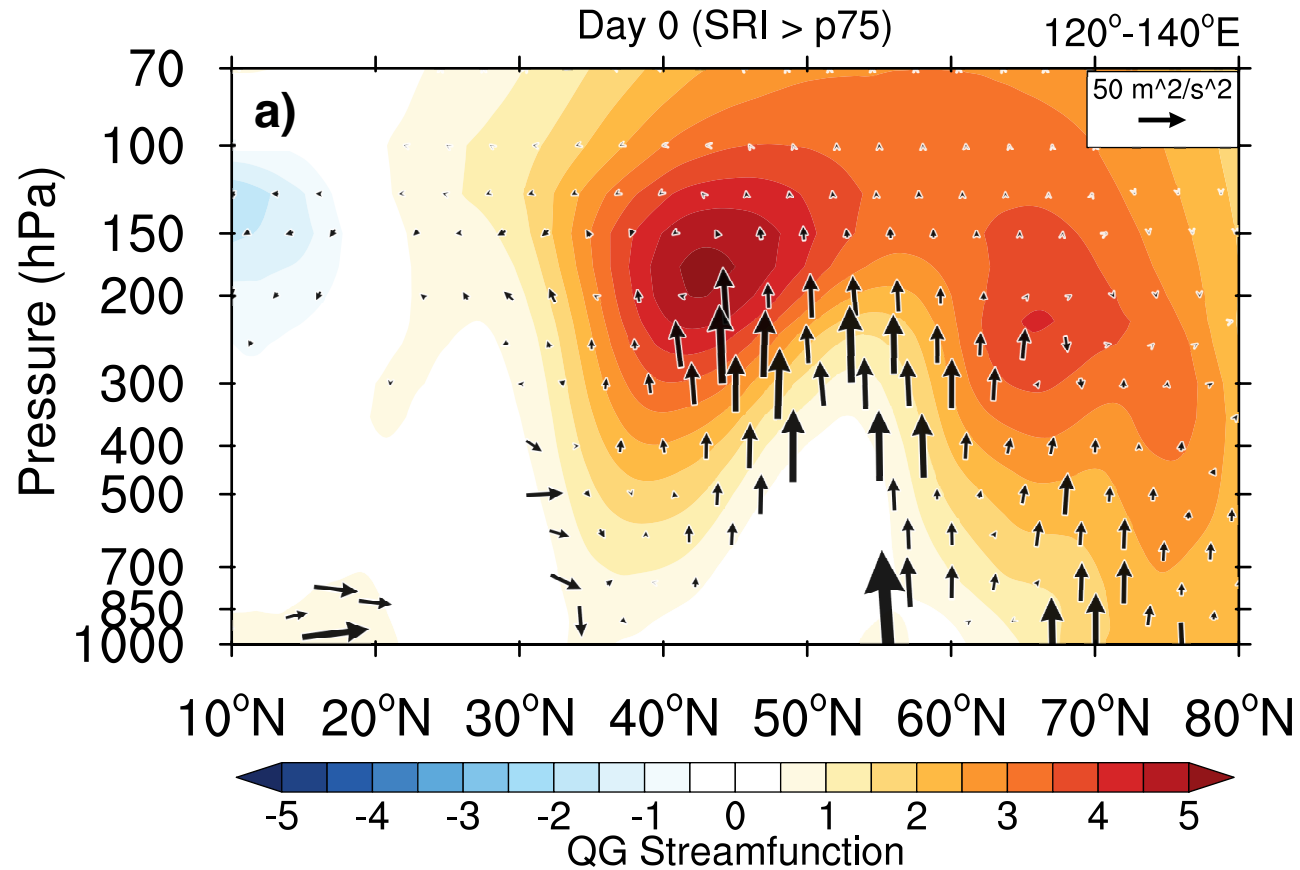 Day 0 (SRI > p75)
120°-140°E
a)
50 m^2/s^2
Pressure (hPa)
70
100
150
200
300
400
500
700
850
1000
10°N 20°N 30°N 40°N 50°N 60°N 70°N 80°N
-5 -4 -3 -2 -1 0 1 2 3 4 5
QG Streamfunction